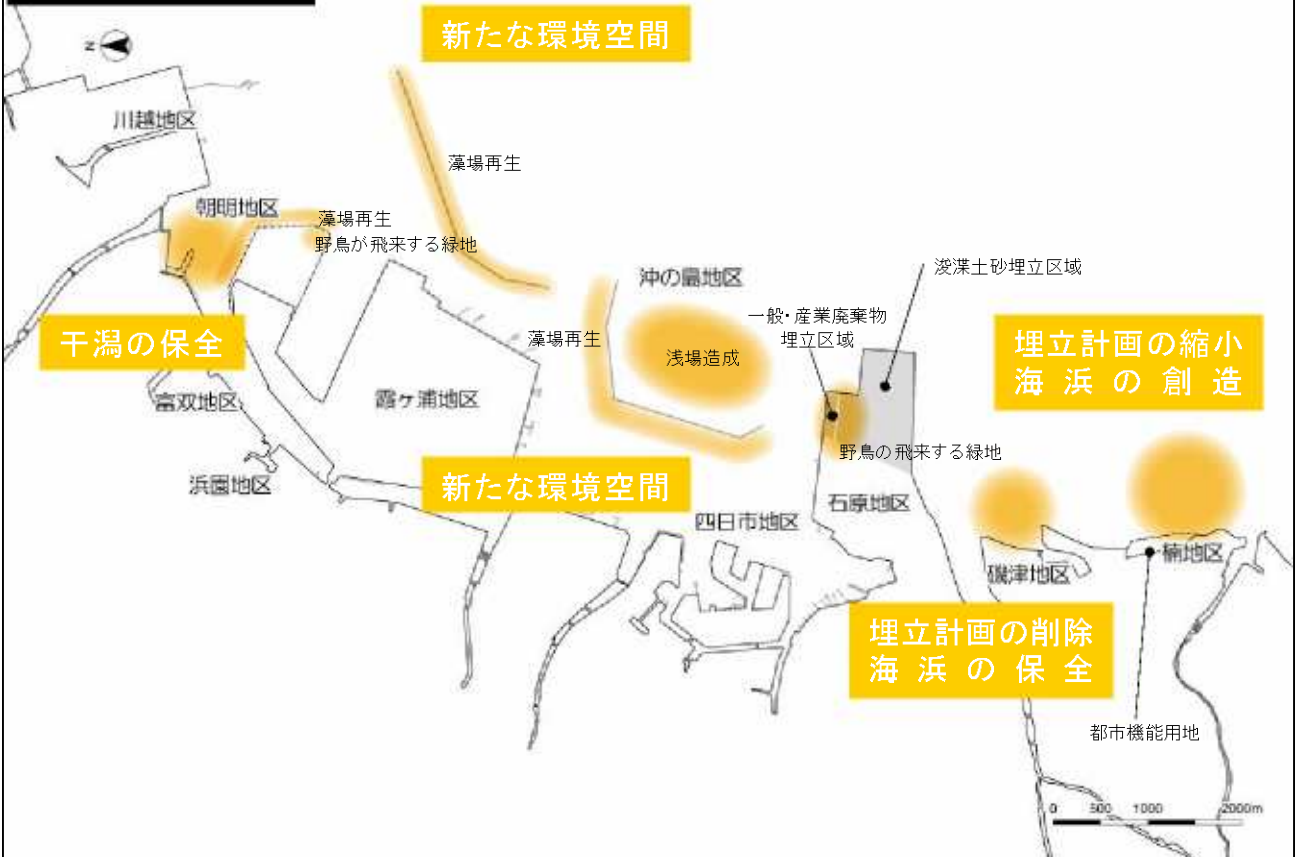 新たな環境空間
N
川越地区
藻場再生
朝明地区
藻場再生
野鳥が飛来する緑地
沖の島地区
浚渫土砂埋立区域
一般・産業廃棄物
埋立区域
干潟の保全
藻場再生
浅場造成
埋立計画の縮小
海浜の創造
富双地区
霞ヶ浦地区
野鳥の飛来する緑地
浜園地区
新たな環境空間
石原地区
四日市地区
楠地区
磯津地区
埋立計画の削除
海浜の保全
都市機能用地
0 500 1000 2000m